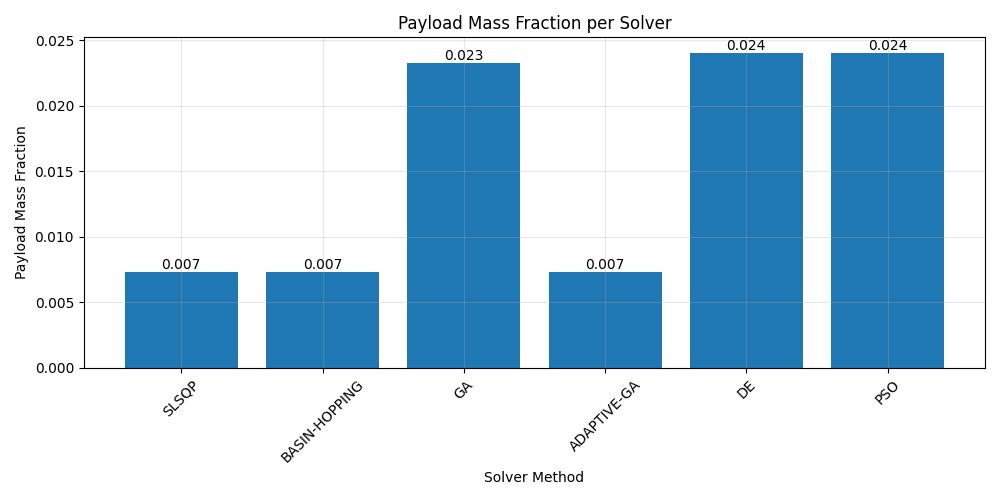 Payload Mass Fraction per Solver
0.025
0.020
0.015
0.010
0.005
0.000
Payload Mass Fraction
0.007
0.007
0.023
0.007
0.024
0.024
SLSQP
BASIN-HOPPING
GA
ADAPTIVE-GA
DE
PSO
Solver Method